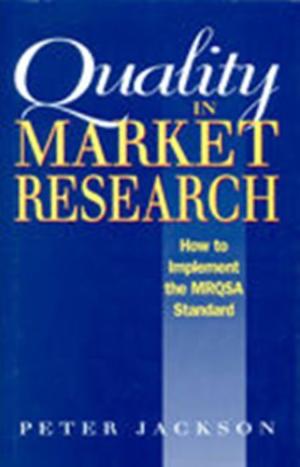 Quality
IN
MARKET
RESEARCH
How to
Implement
the MRQSA
Standard
PETER JACKSON